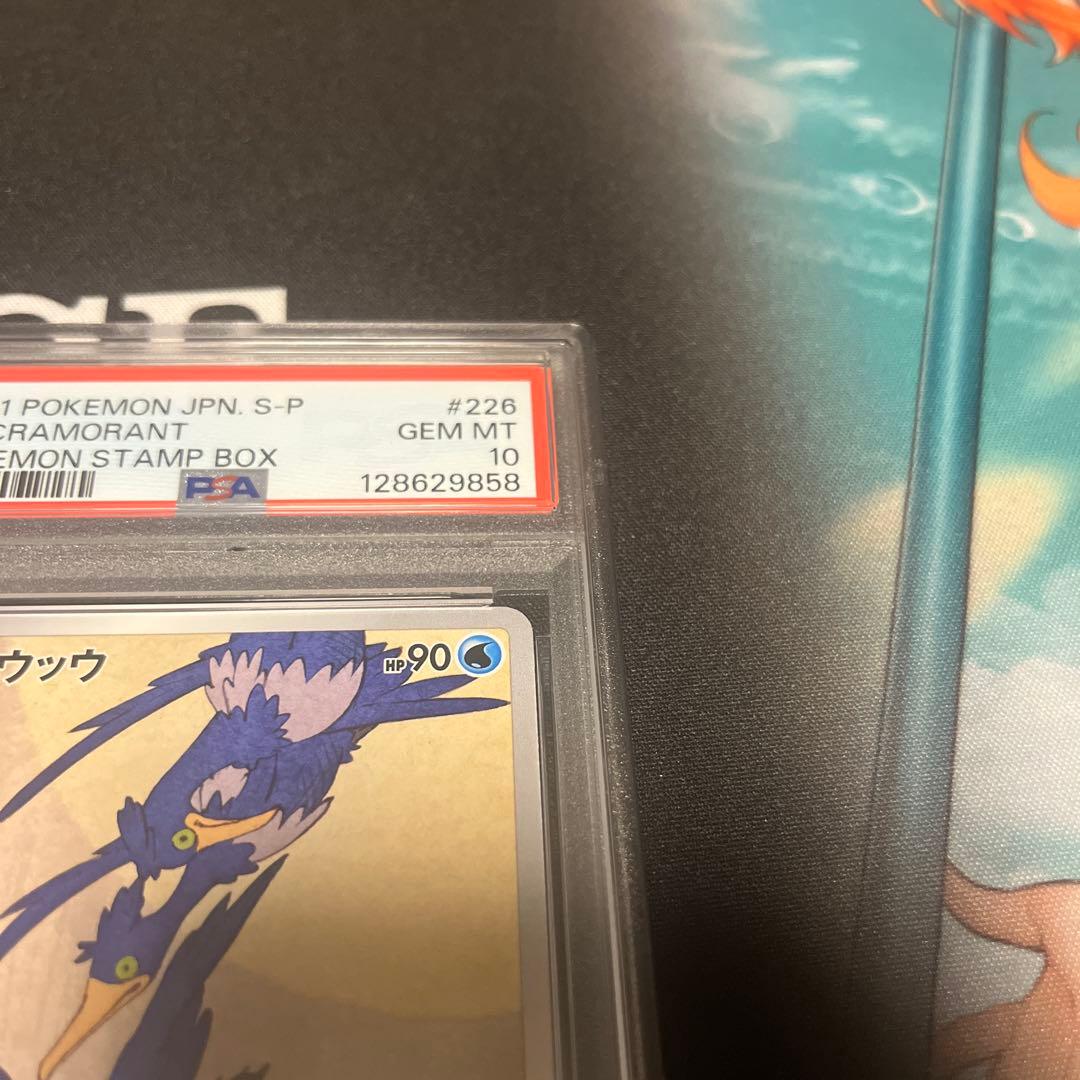 1 POKEMON JPN. S-P #226
CRAMORANT GEM MT
EMON STAMP BOX 10
PSA 128629858
ウッウ HP90